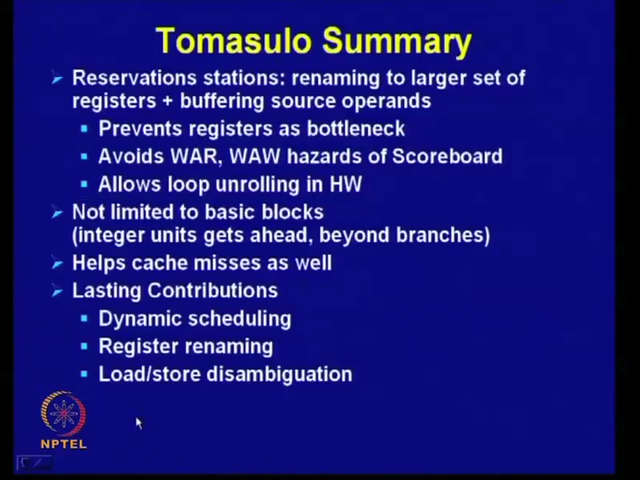 Tomasulo Summary
Reservations stations: renaming to larger set of
registers + buffering source operands
Prevents registers as bottleneck
Avoids WAR, WAW hazards of Scoreboard
Allows loop unrolling in HW
Not limited to basic blocks
(integer units gets ahead, beyond branches)
Helps cache misses as well
Lasting Contributions
Dynamic scheduling
Register renaming
Load/store disambiguation
NPTEL